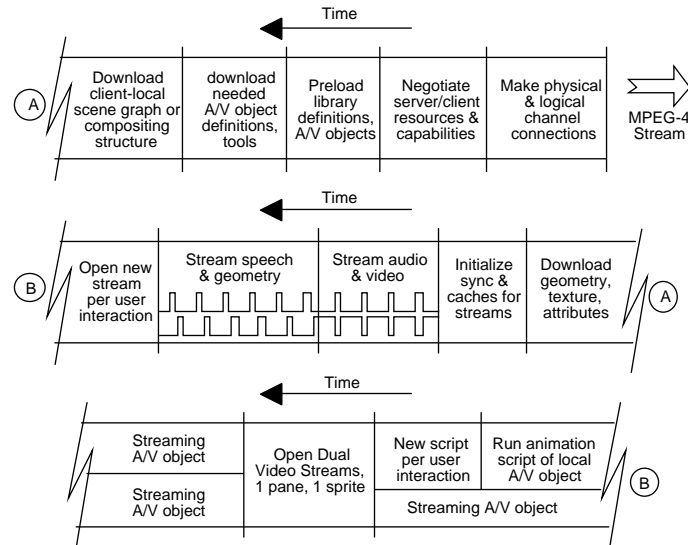 Time
A
Download
client-local
scene graph or
compositing
structure
download
needed
A/V object
definitions,
tools
Preload
library
definitions,
A/V objects
Negotiate
server/client
resources &
capabilities
Make physical
& logical
channel
connections
MPEG-4
Stream
Time
B
Open new
stream
per user
interaction
Stream speech
& geometry
Stream audio
& video
Initialize
sync &
caches for
streams
Download
geometry,
texture,
attributes
A
Time
Streaming
A/V object
Streaming
A/V object
Open Dual
Video Streams,
1 pane, 1 sprite
New script
per user
interaction
Run animation
script of local
A/V object
Streaming A/V object
B